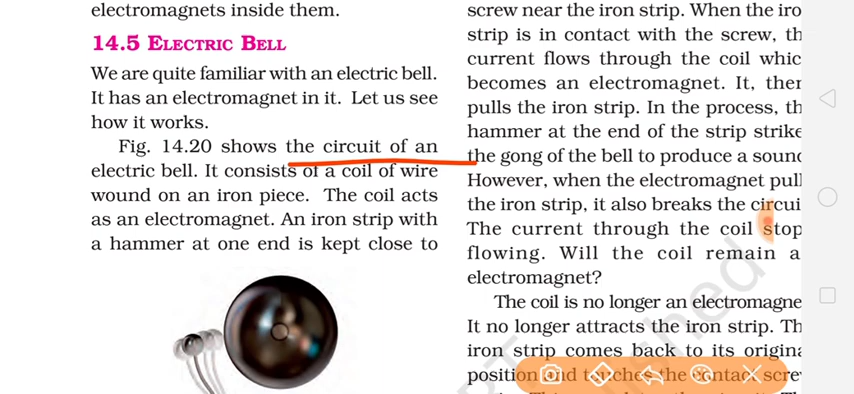 electromagnets inside them.
14.5 ELECTRIC BELL
We are quite familiar with an electric bell.
It has an electromagnet in it. Let us see
how it works.
Fig. 14.20 shows the circuit of an
electric bell. It consists of a coil of wire
wound on an iron piece. The coil acts
as an electromagnet. An iron strip with
a hammer at one end is kept close to
screw near the iron strip. When the iro
strip is in contact with the screw, th
current flows through the coil whic
becomes an electromagnet. It, then
pulls the iron strip. In the process, th
hammer at the end of the strip strike
the gong of the bell to produce a soun
However, when the electromagnet pull
the iron strip, it also breaks the circui
The current through the coil stop
flowing. Will the coil remain a
electromagnet?
The coil is no longer an electromagne
It no longer attracts the iron strip. Th
iron strip comes back to its origina
position and touches the contact scre